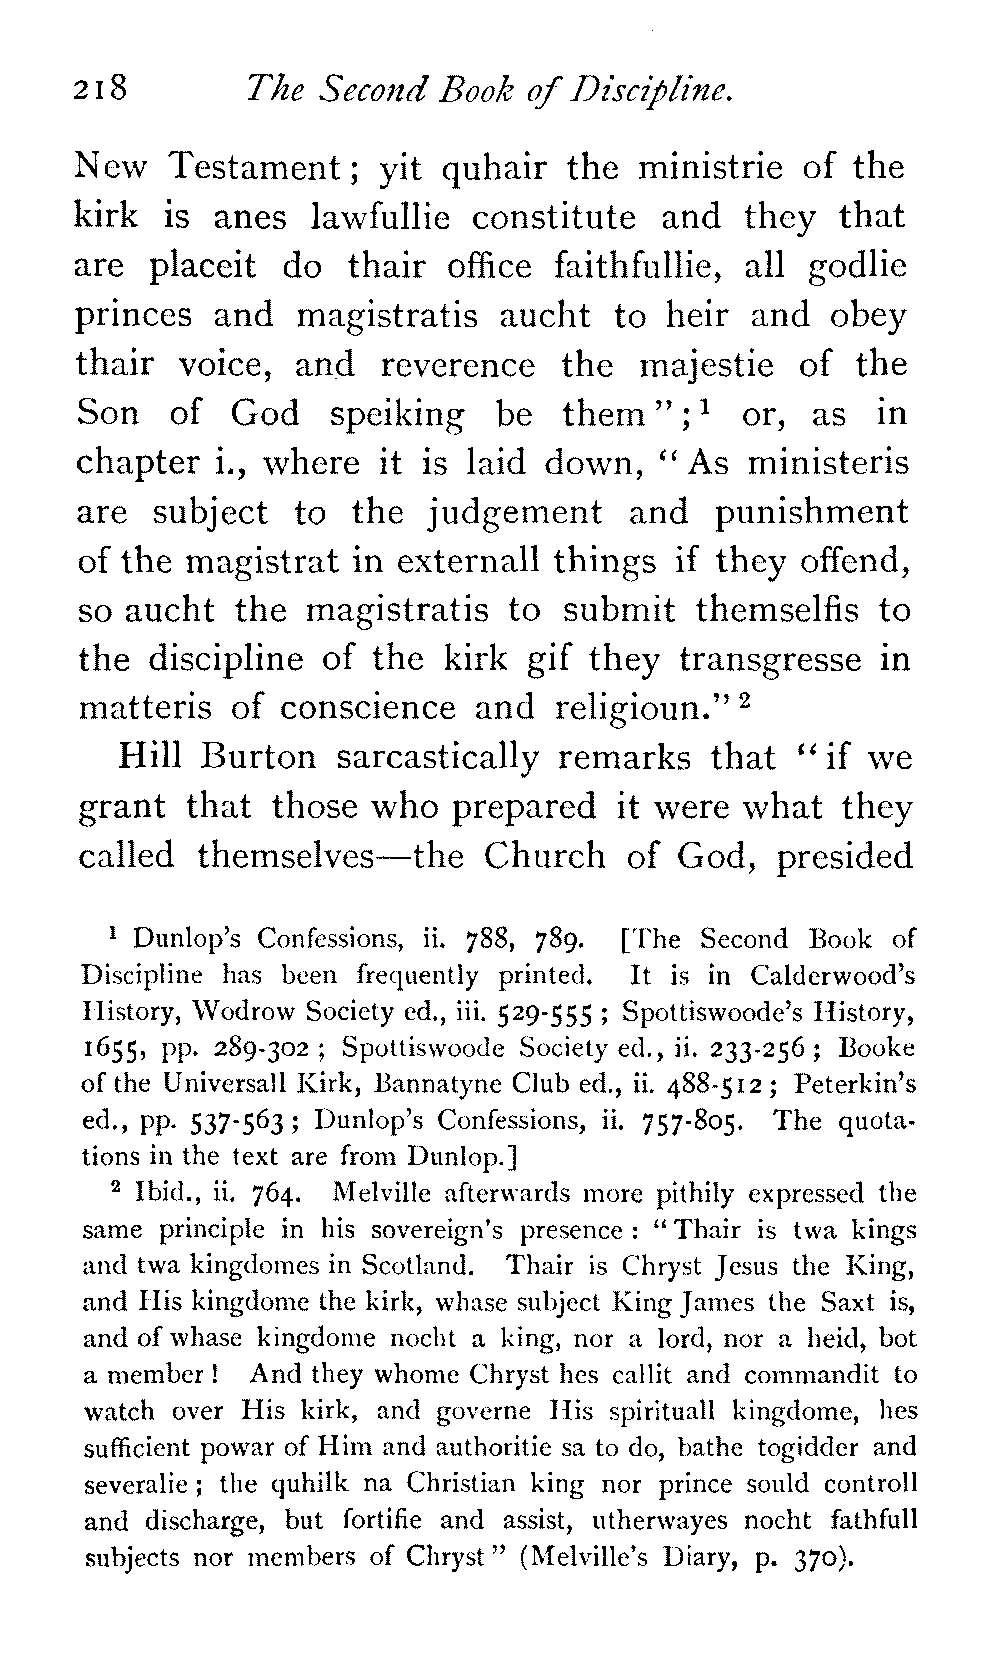 218 The Second Book of Discipline.
New Testament ; yit quhair the ministrie of the
kirk is anes lawfullie constitute and they that
are placeit do thair office faithfullie, all godlie
princes and magistratis aucht to heir and obey
thair voice, and reverence the majestie of the
Son of God speiking be them" ; ¹ or, as in
chapter i., where it is laid down, "As ministeris
are subject to the judgement and punishment
of the magistrat in externall things if they offend,
so aucht the magistratis to submit themselfis to
the discipline of the kirk gif they transgresse in
matteris of conscience and religioun." ²
Hill Burton sarcastically remarks that "if we
grant that those who prepared it were what they
called themselves—the Church of God, presided
¹ Dunlop's Confessions, ii. 788, 789. [The Second Book of
Discipline has been frequently printed. It is in Calderwood's
History, Wodrow Society ed., iii. 529-555 ; Spottiswoode's History,
1655, pp. 289-302 ; Spottiswoode Society ed., ii. 233-256 ; Booke
of the Universall Kirk, Bannatyne Club ed., ii. 488-512 ; Peterkin's
ed., pp. 537-563 ; Dunlop's Confessions, ii. 757-805. The quota-
tions in the text are from Dunlop.]
² Ibid., ii. 764. Melville afterwards more pithily expressed the
same principle in his sovereign's presence : "Thair is twa kings
and twa kingdomes in Scotland. Thair is Chryst Jesus the King,
and His kingdome the kirk, whase subject King James the Saxt is,
and of whase kingdome nocht a king, nor a lord, nor a heid, bot
a member ! And they whome Chryst hes callit and commandit to
watch over His kirk, and governe His spirituall kingdome, hes
sufficient powar of Him and authoritie sa to do, bathe togidder and
severalie ; the quhilk na Christian king nor prince sould controll
and discharge, but fortifie and assist, utherwayes nocht fathfull
subjects nor members of Chryst" (Melville's Diary, p. 370).